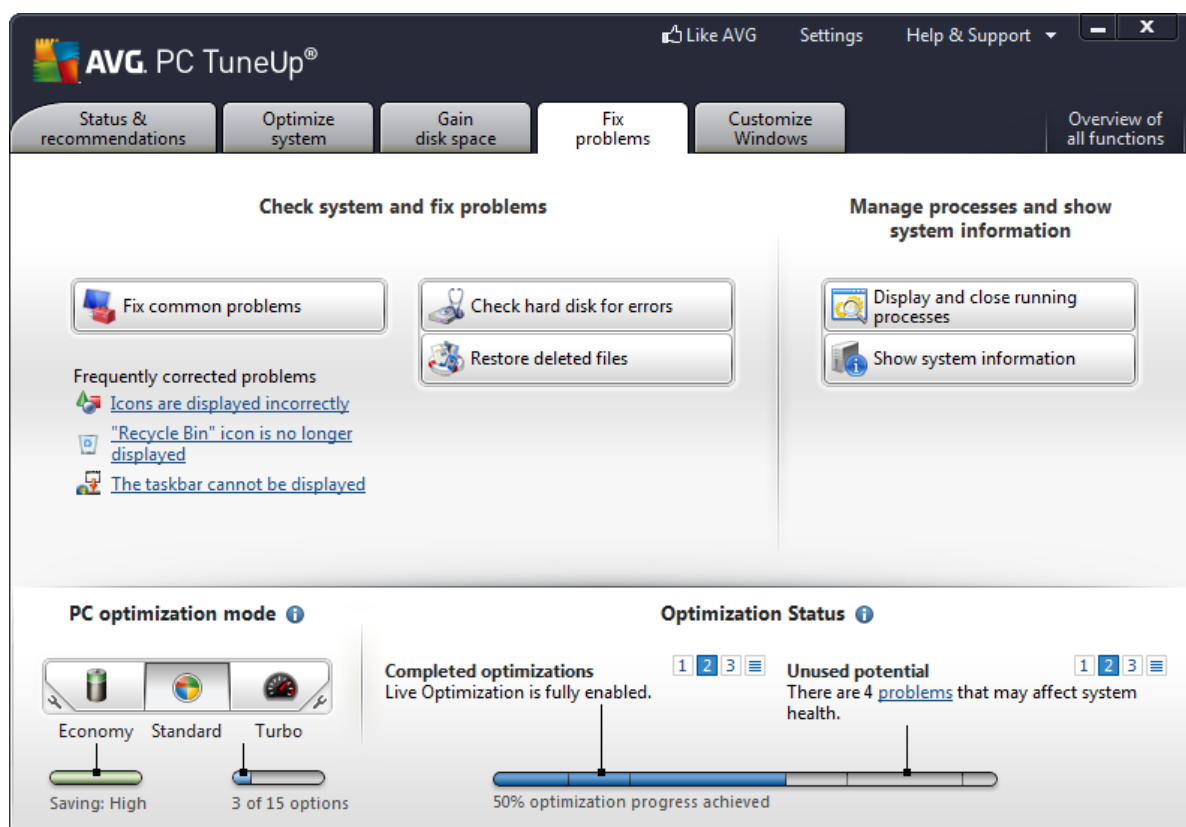 Like AVG
Settings
Help & Support
AVG. PC TuneUp®
Status &
recommendations
Optimize
system
Gain
disk space
Fix
problems
Customize
Windows
Overview of
all functions
Check system and fix problems
Manage processes and show
system information
Fix common problems
Check hard disk for errors
Restore deleted files
Display and close running
processes
Show system information
Frequently corrected problems
Icons are displayed incorrectly
"Recycle Bin" icon is no longer
displayed
The taskbar cannot be displayed
PC optimization mode
Economy
Standard
Turbo
Saving: High
3 of 15 options
Optimization Status
Completed optimizations
1 2 3
Live Optimization is fully enabled.
Unused potential
1 2 3
There are 4 problems that may affect system
health.
50% optimization progress achieved